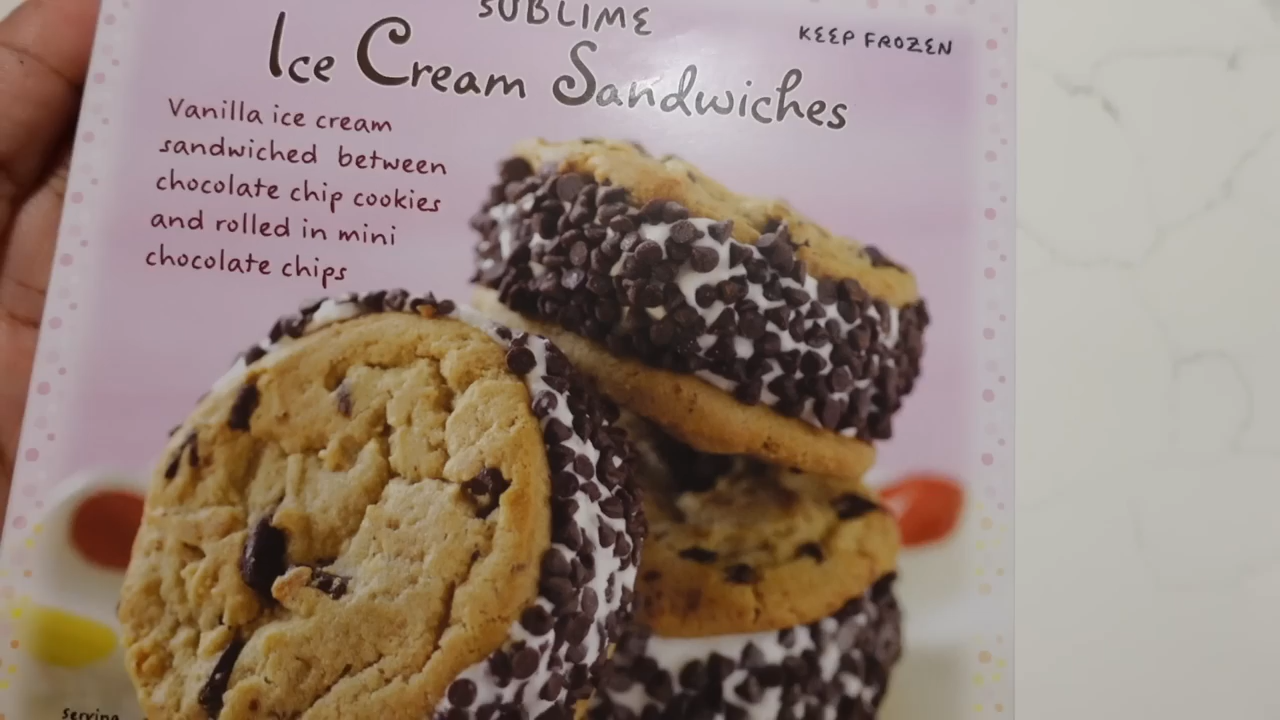 SUBLIME
KEEP FROZEN
Ice Cream Sandwiches
Vanilla ice cream
sandwiched between
chocolate chip cookies
and rolled in mini
chocolate chips
serving